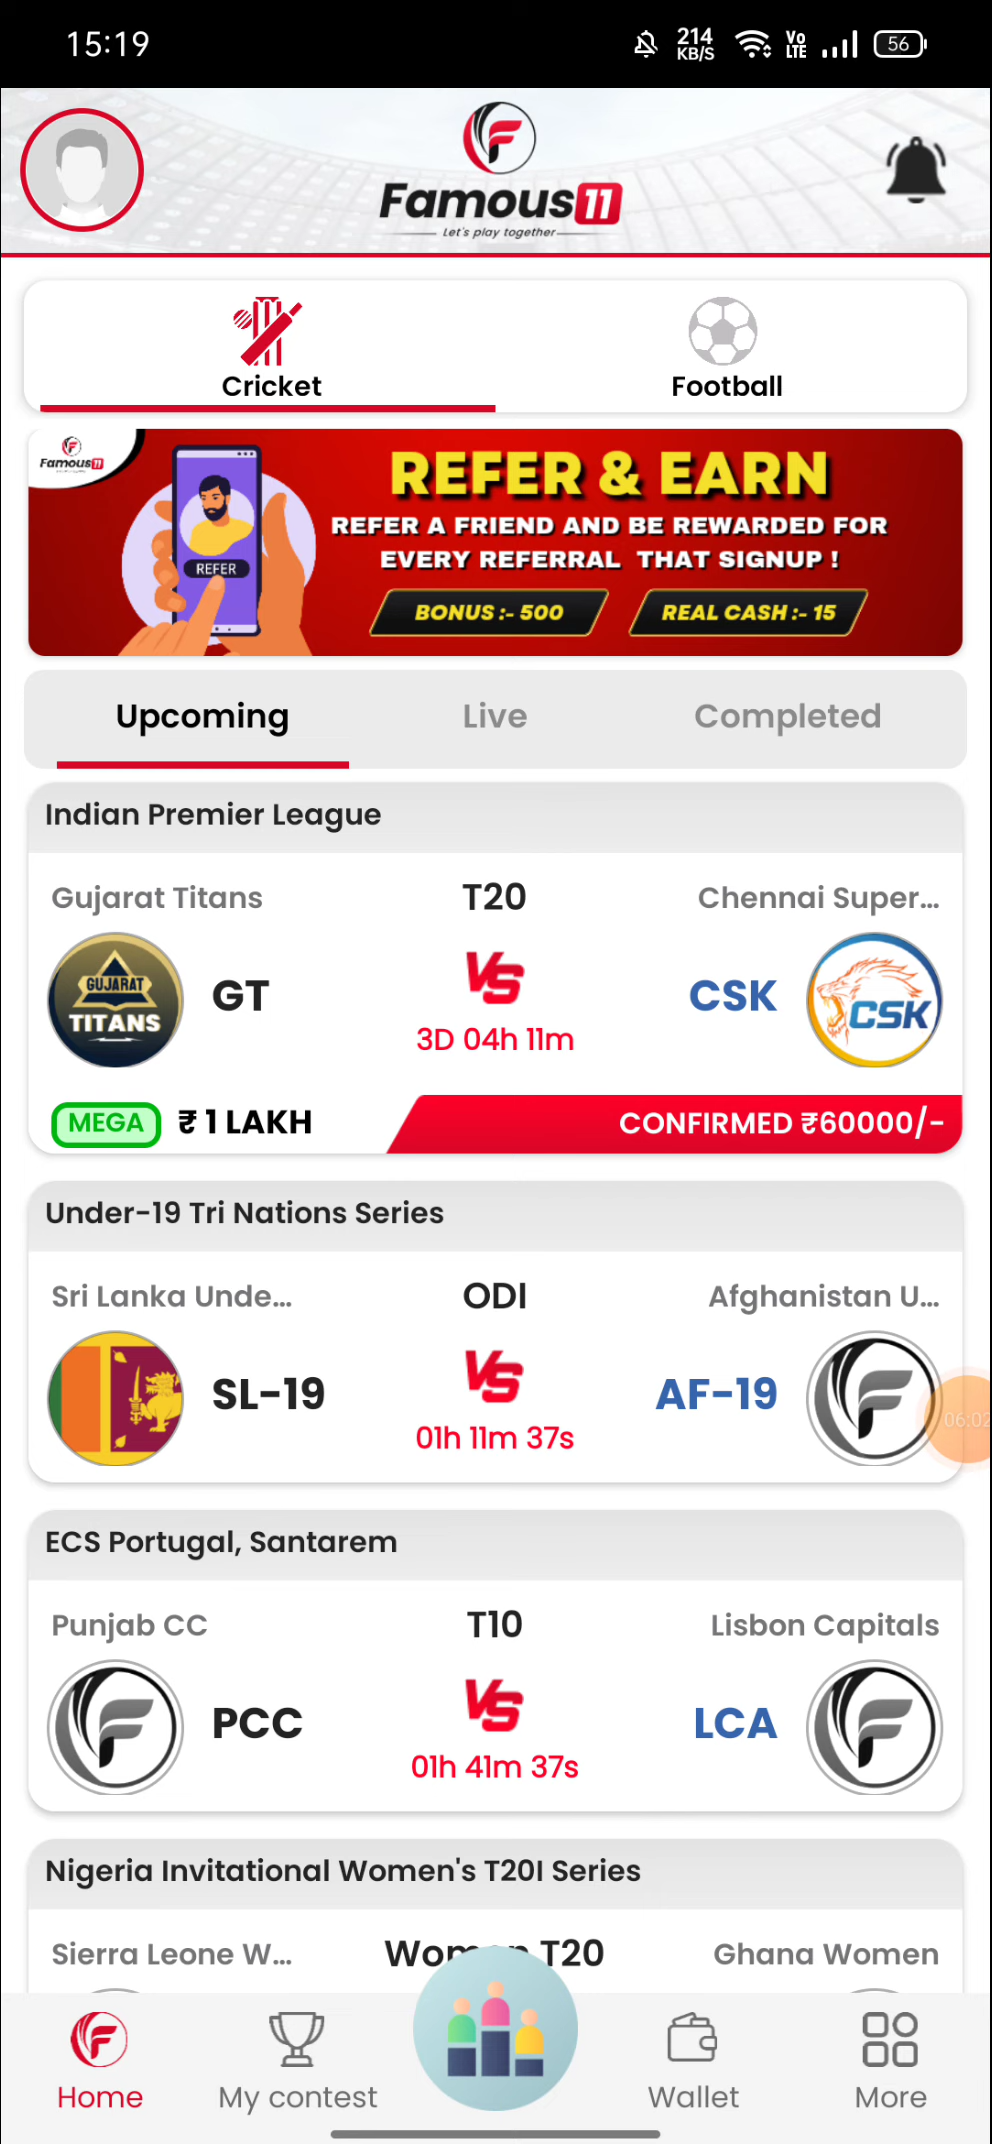 15:19
214 KB/S
Vo LTE
56
F
Famous11
Let's play together
Cricket
Football
Famous11
REFER & EARN
REFER A FRIEND AND BE REWARDED FOR
EVERY REFERRAL THAT SIGNUP !
REFER
BONUS :- 500
REAL CASH :- 15
Upcoming
Live
Completed
Indian Premier League
Gujarat Titans
T20
Chennai Super...
GUJARAT
TITANS
GT
VS
CSK
CSK
3D 04h 11m
MEGA
₹ 1 LAKH
CONFIRMED ₹60000/-
Under-19 Tri Nations Series
Sri Lanka Unde...
ODI
Afghanistan U...
SL-19
VS
AF-19
F
06:02
01h 11m 37s
ECS Portugal, Santarem
Punjab CC
T10
Lisbon Capitals
F
PCC
VS
LCA
F
01h 41m 37s
Nigeria Invitational Women's T20I Series
Sierra Leone W...
T20
Ghana Women
F
Home
My contest
Wallet
More